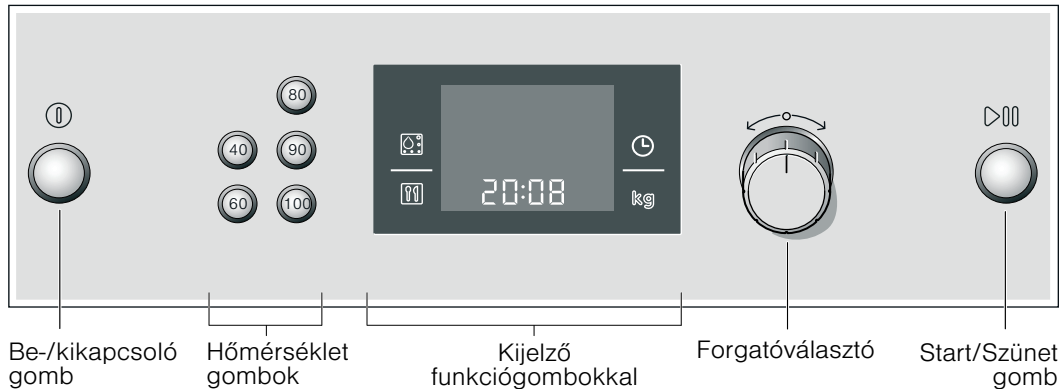 80
40 90
60 100
20:08
kg
Be-/kikapcsoló
gomb
Hőmérséklet
gombok
Kijelző
funkciógombokkal
Forgatóválasztó
Start/Szünet
gomb